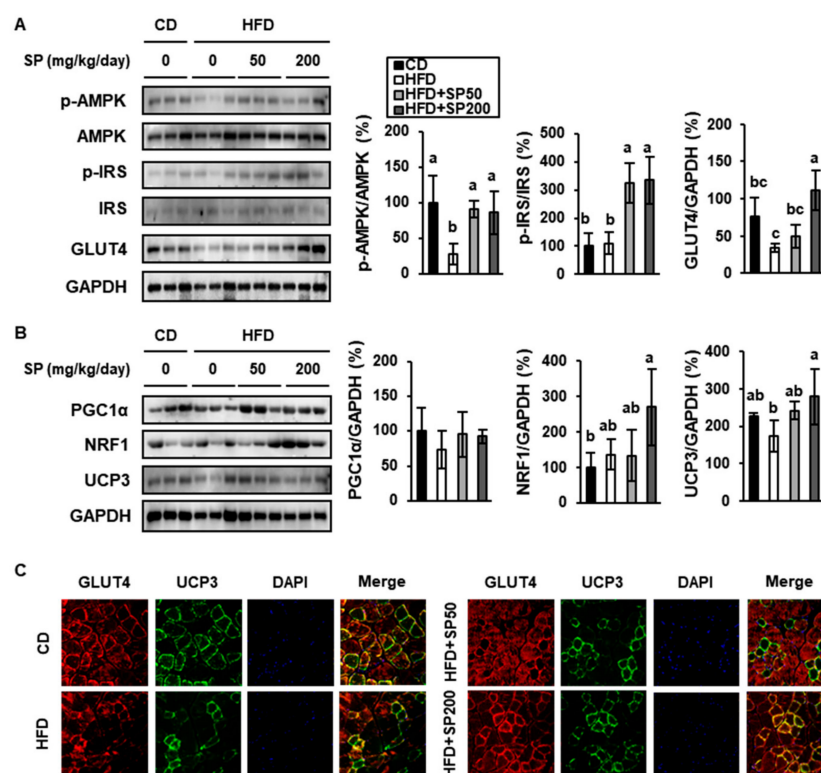 A
CD HFD
SP (mg/kg/day) 0 0 50 200
p-AMPK
AMPK
p-IRS
IRS
GLUT4
GAPDH
CD
HFD
HFD+SP50
HFD+SP200
p-AMPK/AMPK (%)
200
150
100
50
0
a
b
a
a
p-IRS/IRS (%)
500
400
300
200
100
0
b
b
a
a
GLUT4/GAPDH (%)
200
150
100
50
0
bc
c
bc
a
B
CD HFD
SP (mg/kg/day) 0 0 50 200
PGC1α
NRF1
UCP3
GAPDH
PGC1α/GAPDH (%)
200
150
100
50
0
NRF1/GAPDH (%)
400
300
200
100
0
b
ab
ab
a
UCP3/GAPDH (%)
400
300
200
100
0
ab
b
ab
a
C
GLUT4 UCP3 DAPI Merge GLUT4 UCP3 DAPI Merge
CD HFD+SP50
HFD HFD+SP200